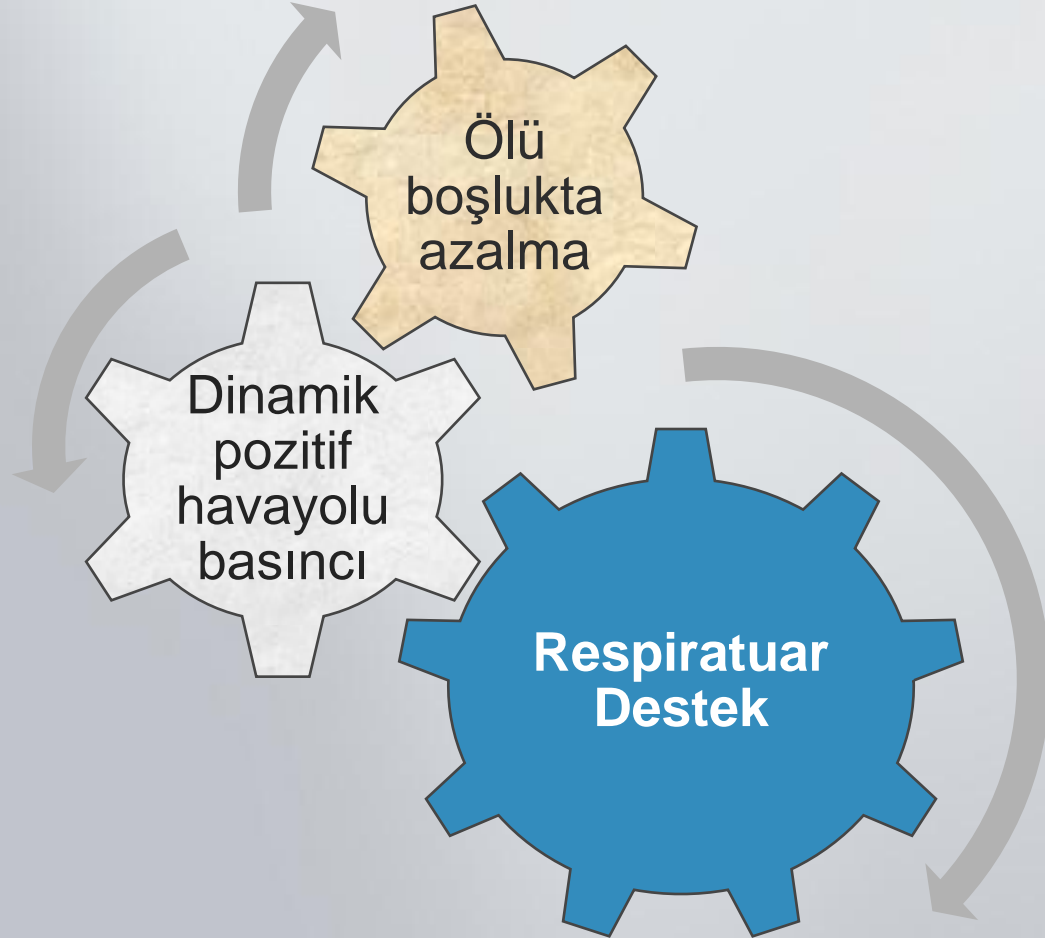 Ölü
boşlukta
azalma
Dinamik
pozitif
havayolu
basıncı
Respiratuar
Destek